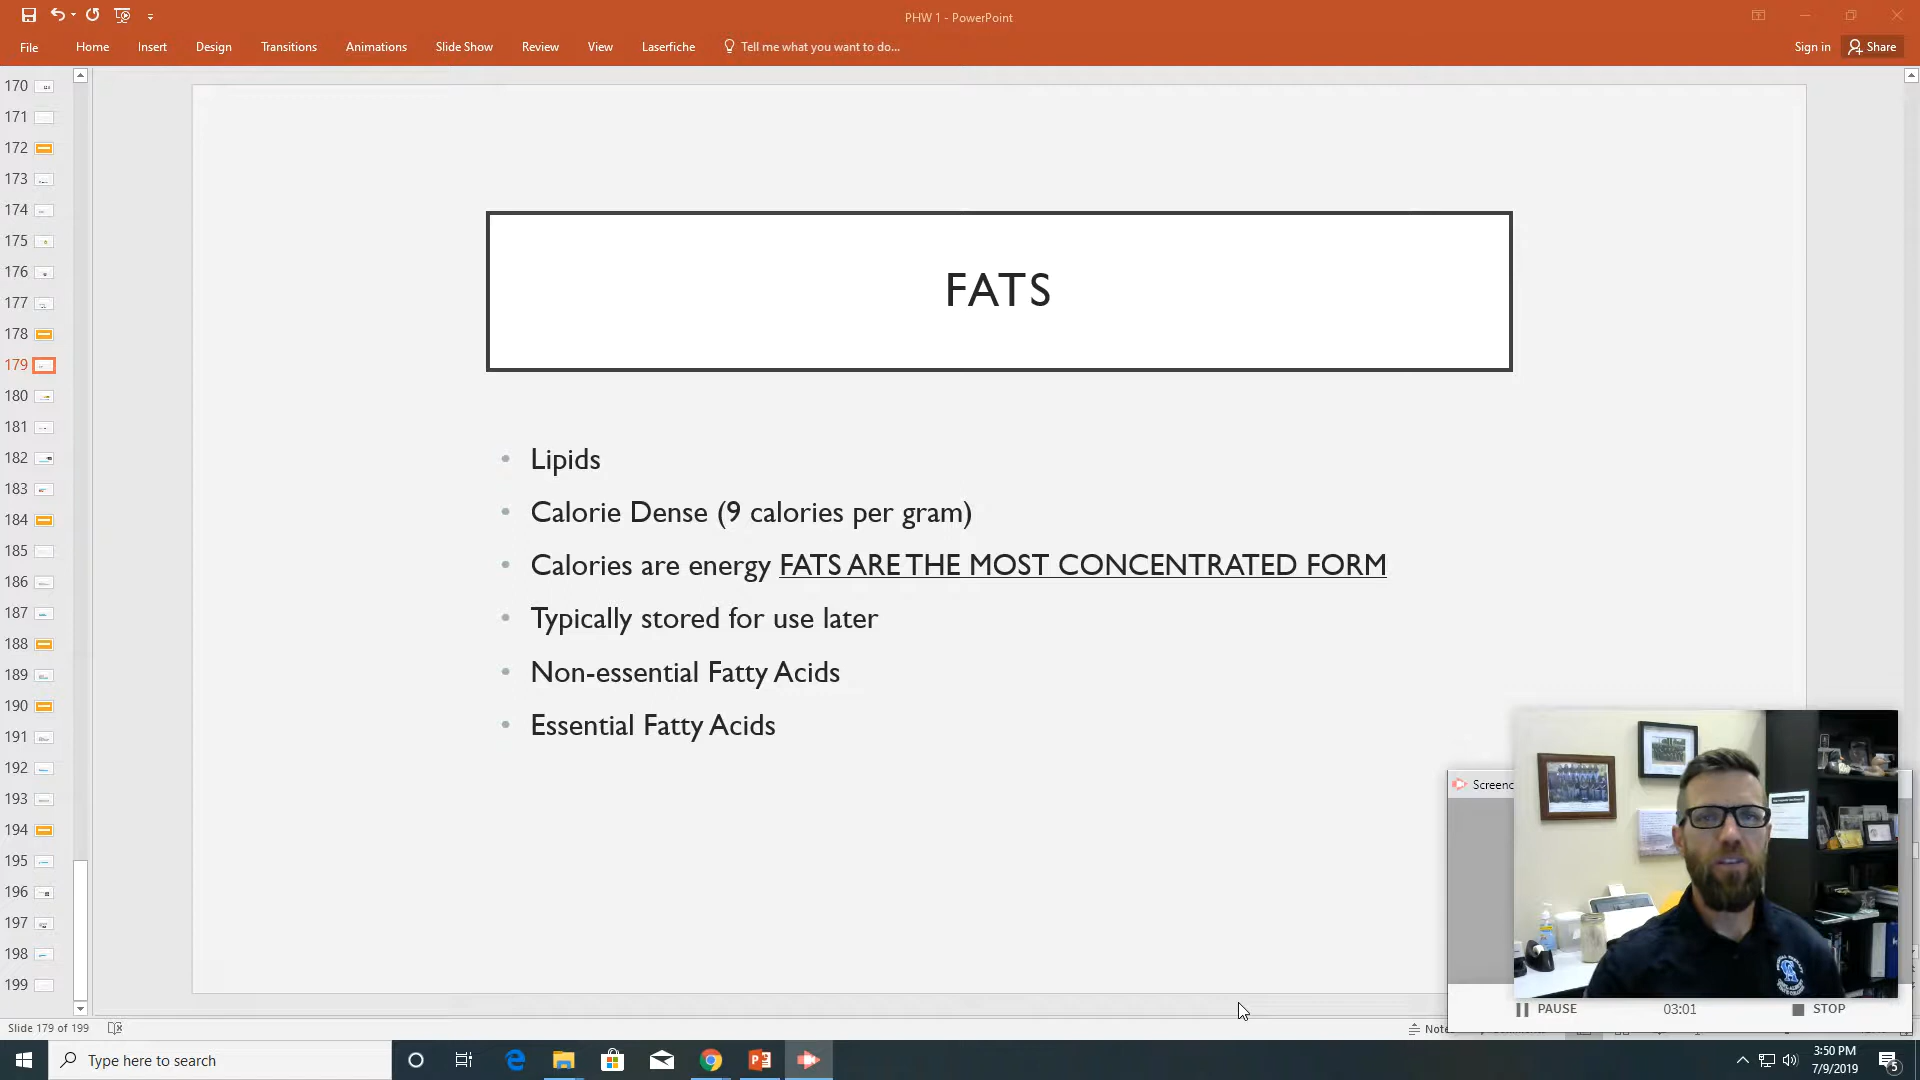 PHW 1 - PowerPoint
File
Home
Insert
Design
Transitions
Animations
Slide Show
Review
View
Laserfiche
Tell me what you want to do...
Sign in
Share
170
171
172
173
174
175
176
177
178
179
180
181
182
183
184
185
186
187
188
189
190
191
192
193
194
195
196
197
198
199
FATS
• Lipids
• Calorie Dense (9 calories per gram)
• Calories are energy FATS ARE THE MOST CONCENTRATED FORM
• Typically stored for use later
• Non-essential Fatty Acids
• Essential Fatty Acids
Screenc
PAUSE
03:01
STOP
Slide 179 of 199
Note
Type here to search
3:50 PM
7/9/2019
5